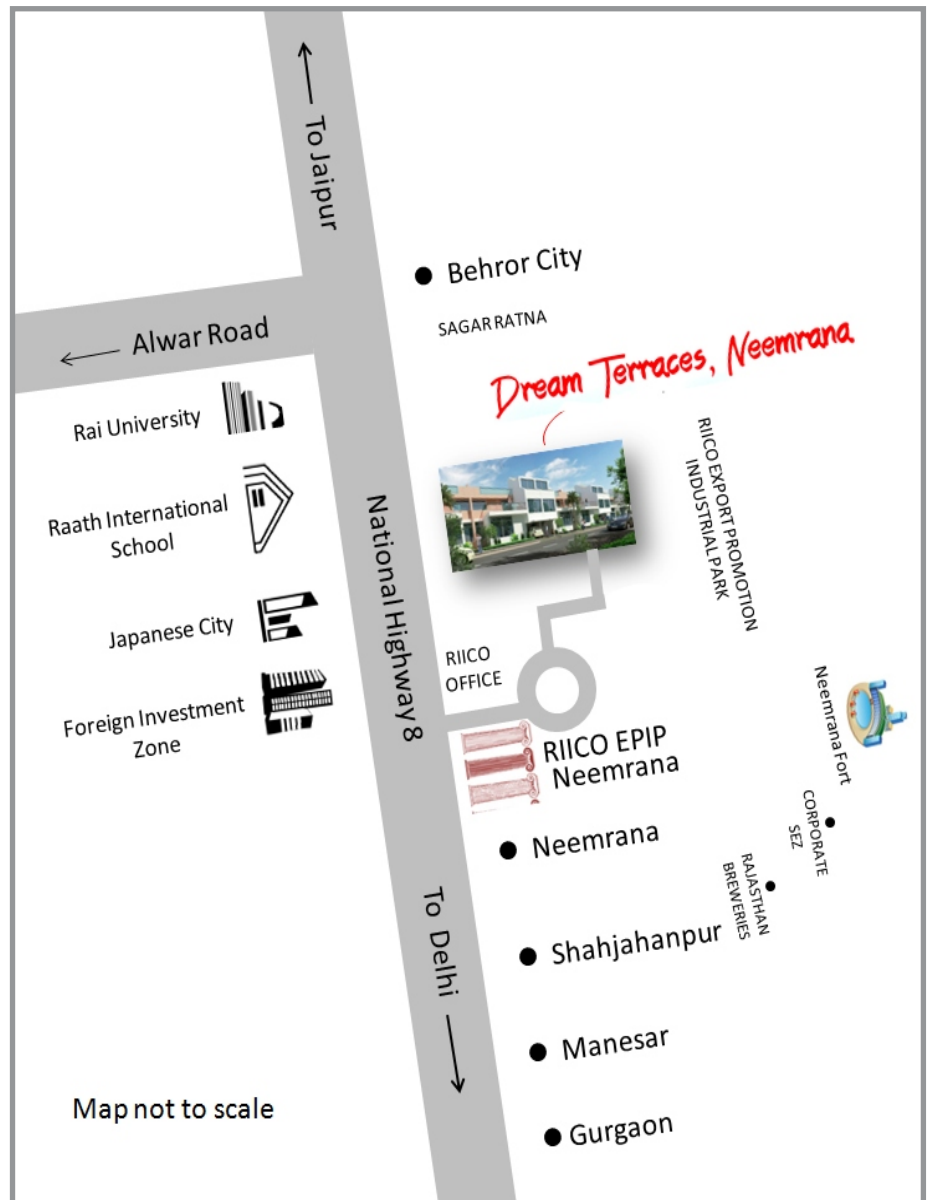 To Jaipur
Behror City
SAGAR RATNA
Alwar Road
Dream Terraces, Neemrana
Rai University
Raath International
School
Japanese City
Foreign Investment
Zone
National Highway 8
RIICO EXPORT PROMOTION
INDUSTRIAL PARK
RIICO
OFFICE
RIICO EPIP
Neemrana
Neemrana Fort
CORPORATE
SEZ
RAJASTHAN
BREWERIES
Neemrana
Shahjahanpur
To Delhi
Manesar
Gurgaon
Map not to scale